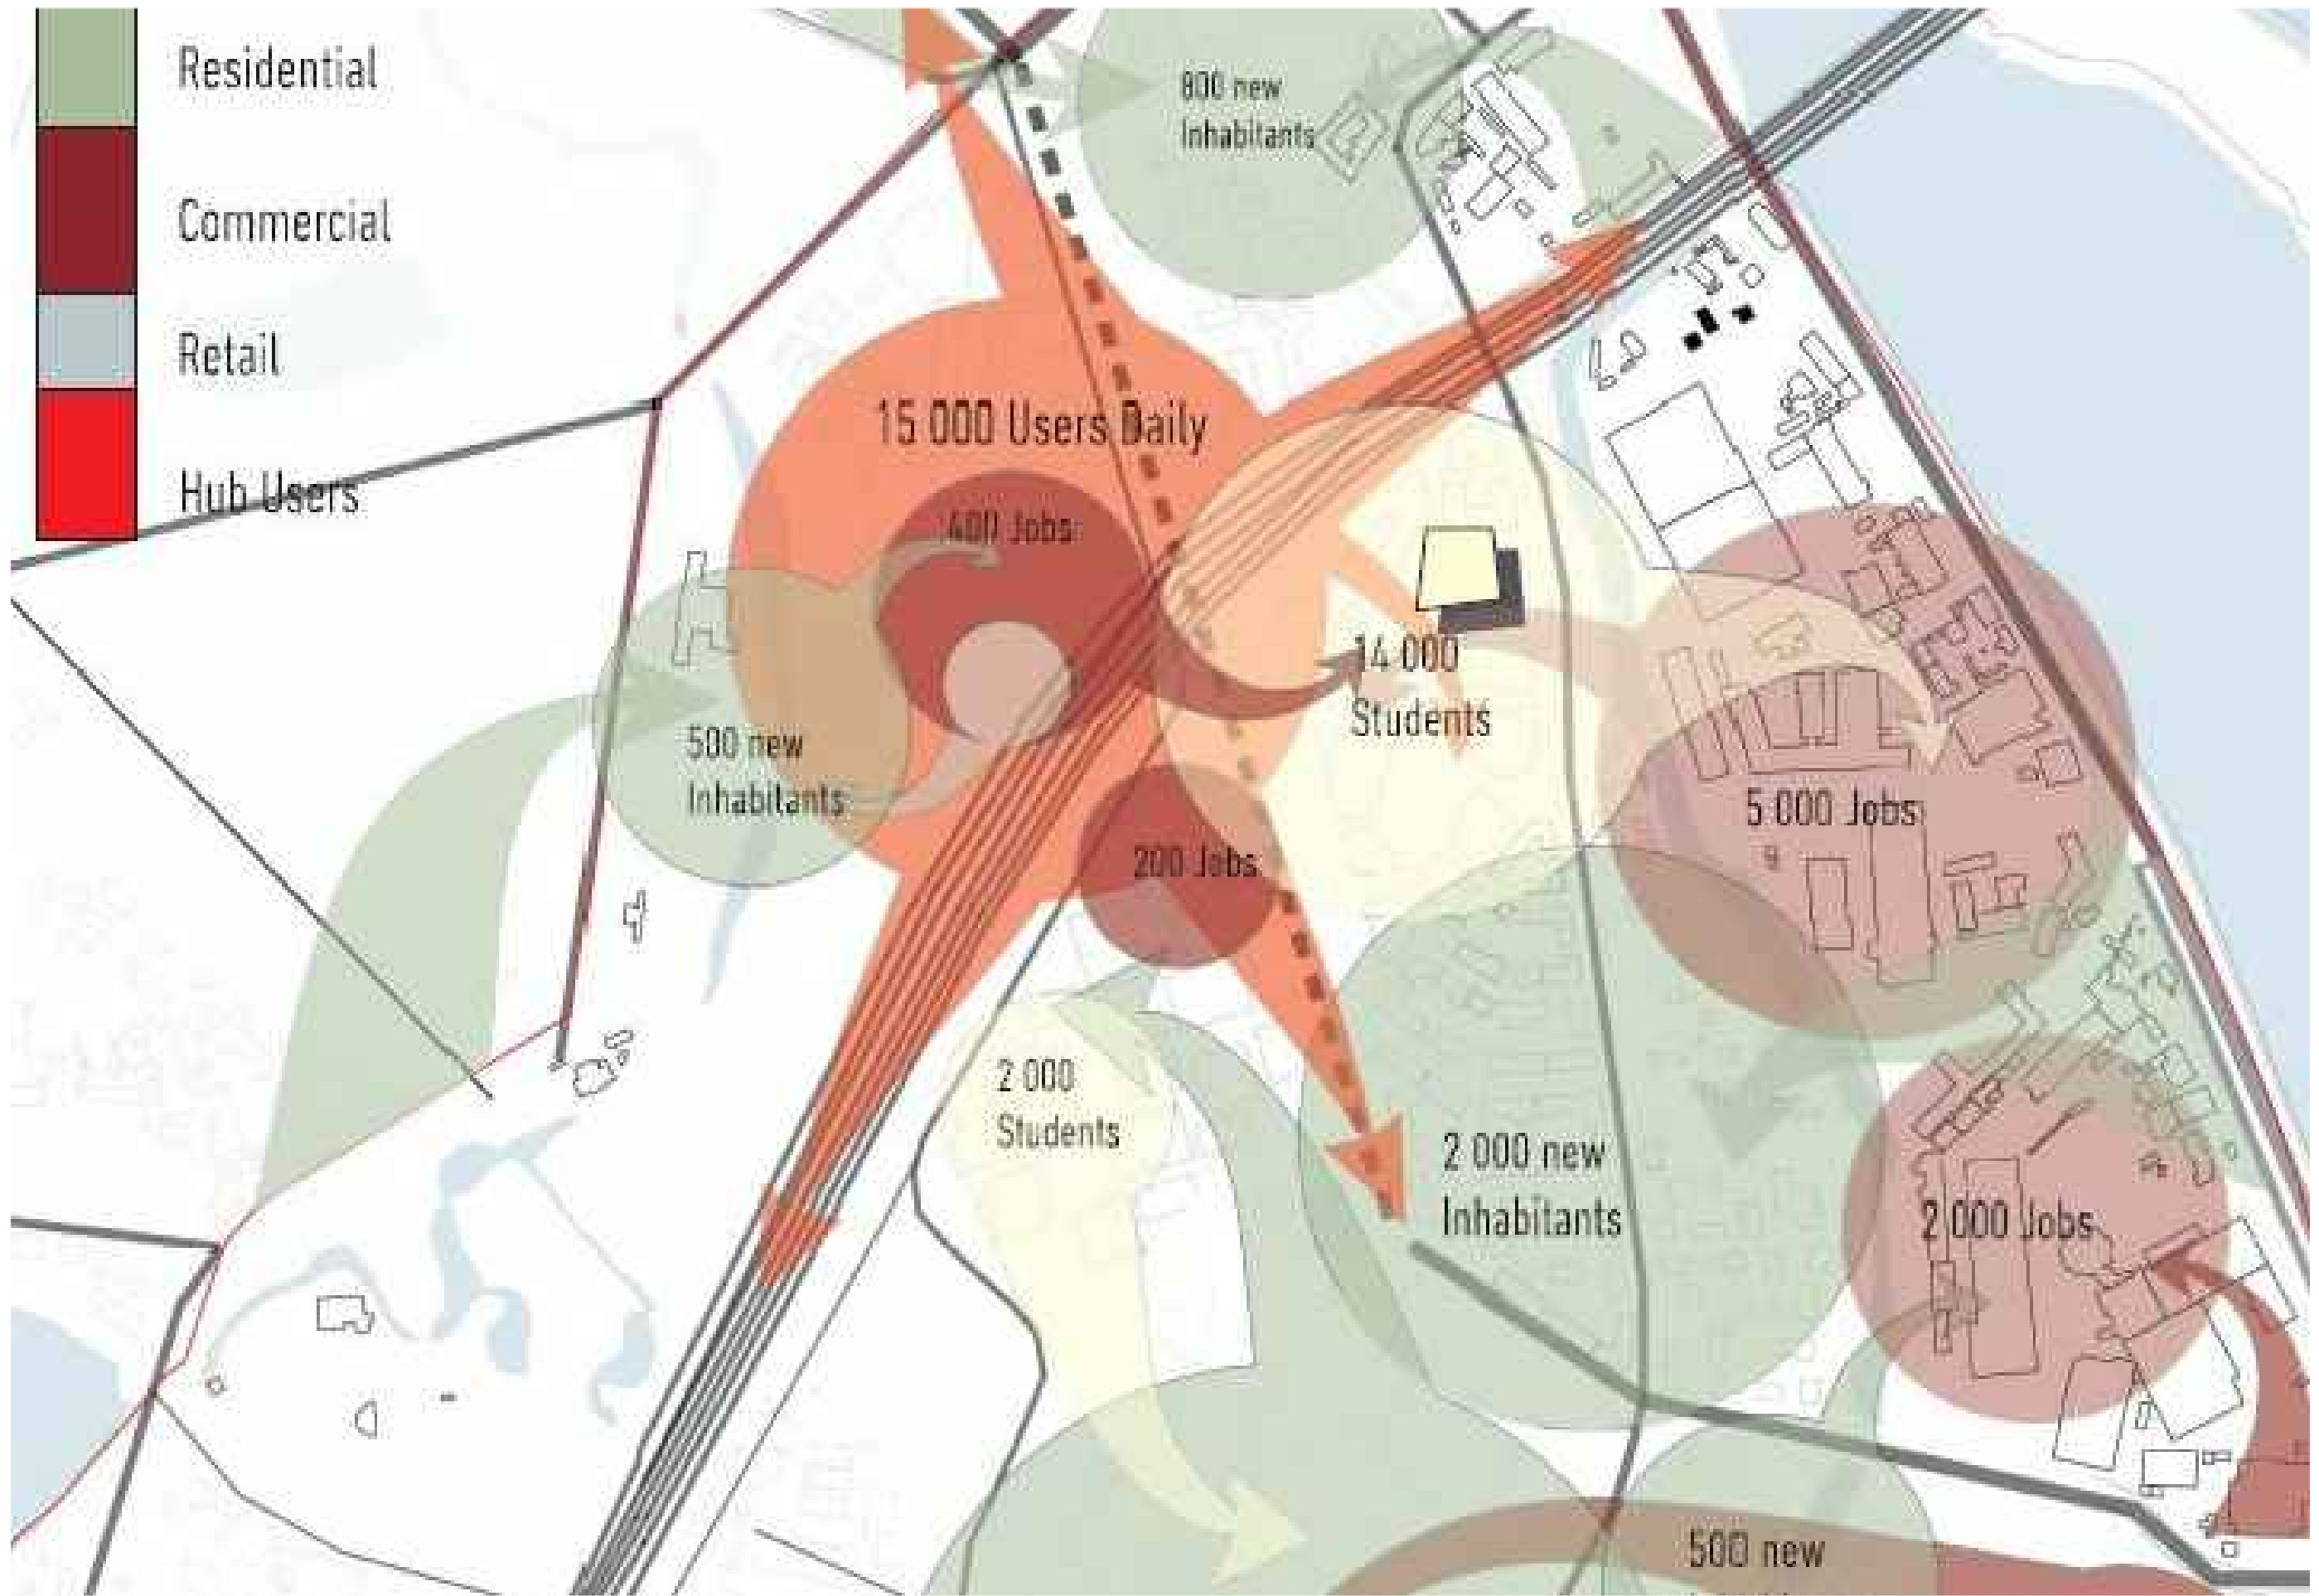 Residential
Commercial
Retail
Hub Users
800 new
Inhabitants
15 000 Users Daily
400 Jobs
14 000
Students
500 new
Inhabitants
5 000 Jobs
200 Jobs
2 000
Students
2 000 new
Inhabitants
2 000 Jobs
500 new